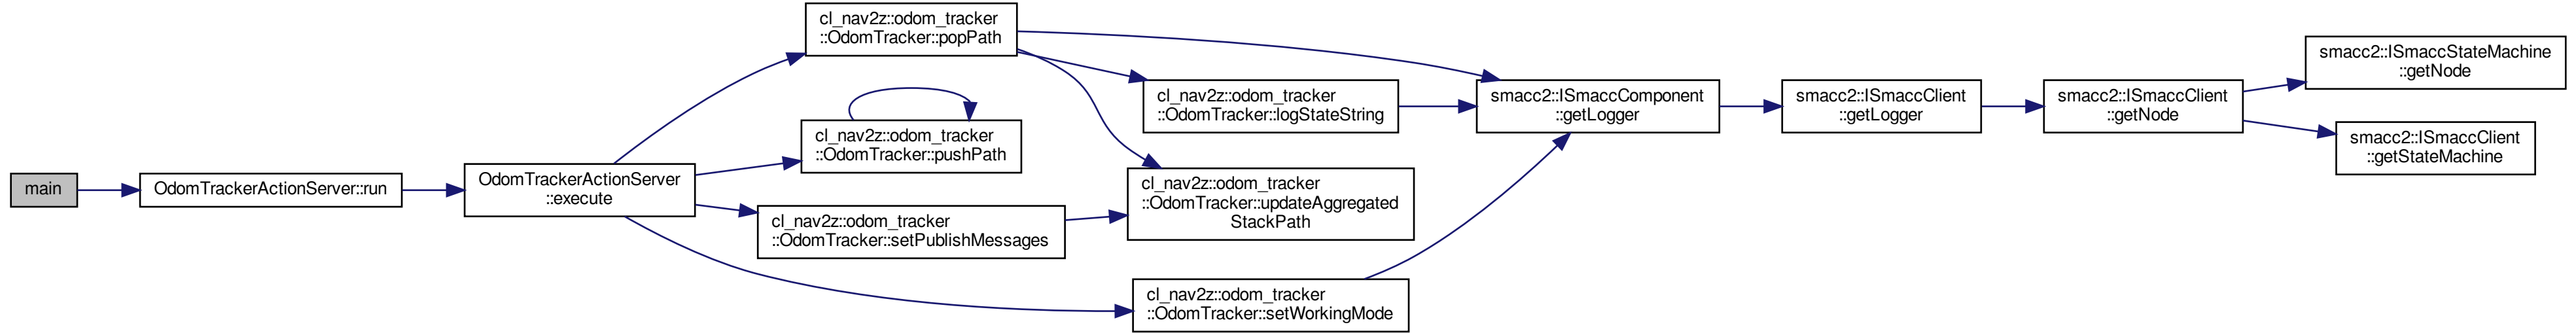 main
OdomTrackerActionServer::run
OdomTrackerActionServer
::execute
cl_nav2z::odom_tracker
::OdomTracker::popPath
cl_nav2z::odom_tracker
::OdomTracker::pushPath
cl_nav2z::odom_tracker
::OdomTracker::setPublishMessages
cl_nav2z::odom_tracker
::OdomTracker::logStateString
cl_nav2z::odom_tracker
::OdomTracker::updateAggregated
StackPath
cl_nav2z::odom_tracker
::OdomTracker::setWorkingMode
smacc2::ISmaccComponent
::getLogger
smacc2::ISmaccClient
::getLogger
smacc2::ISmaccClient
::getNode
smacc2::ISmaccStateMachine
::getNode
smacc2::ISmaccClient
::getStateMachine